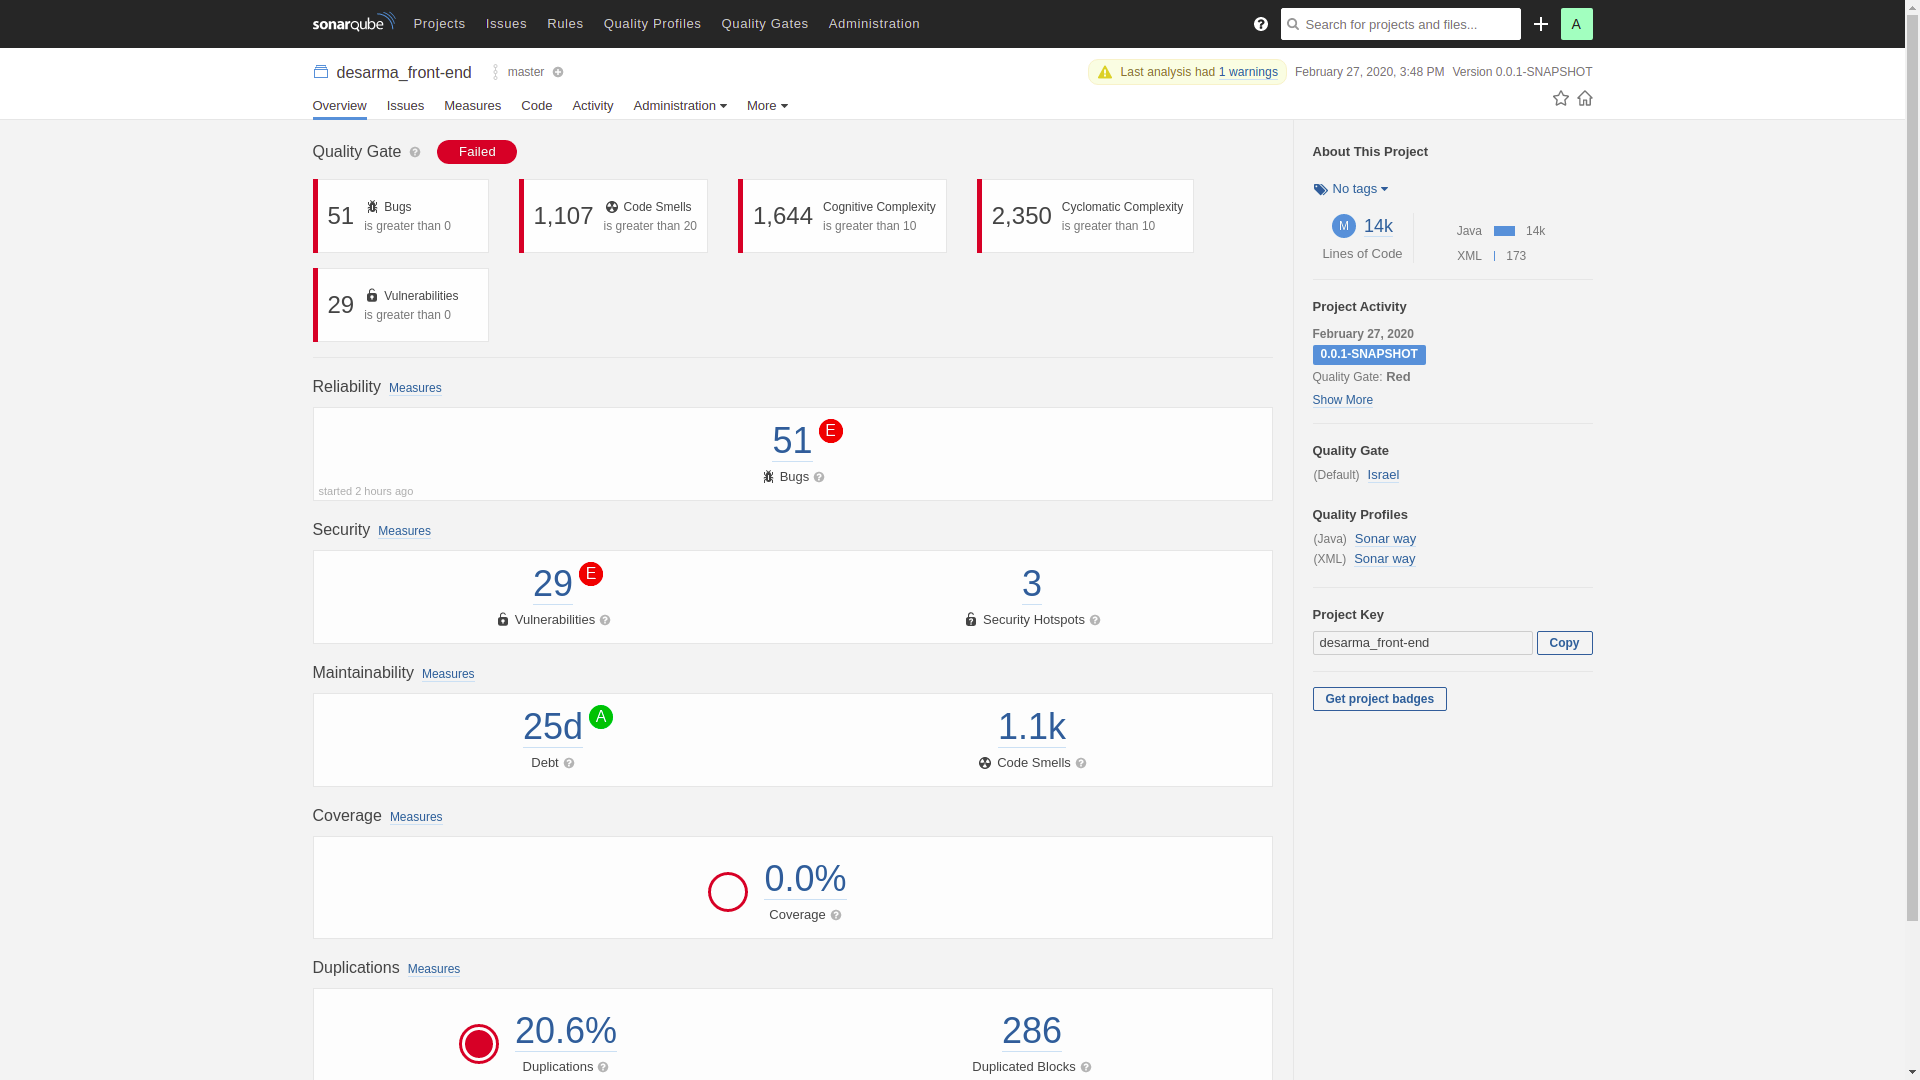 sonarqube Projects Issues Rules Quality Profiles Quality Gates Administration Search for projects and files... A
desarma_front-end master Last analysis had 1 warnings February 27, 2020, 3:48 PM Version 0.0.1-SNAPSHOT
Overview Issues Measures Code Activity Administration More
Quality Gate Failed
51 Bugs
is greater than 0
1,107 Code Smells
is greater than 20
1,644 Cognitive Complexity
is greater than 10
2,350 Cyclomatic Complexity
is greater than 10
29 Vulnerabilities
is greater than 0
Reliability Measures
51 E
Bugs
started 2 hours ago
Security Measures
29 E
Vulnerabilities
3
Security Hotspots
Maintainability Measures
25d A
Debt
1.1k
Code Smells
Coverage Measures
0.0%
Coverage
Duplications Measures
20.6%
Duplications
286
Duplicated Blocks
About This Project
No tags
M 14k
Lines of Code
Java 14k
XML 173
Project Activity
February 27, 2020
0.0.1-SNAPSHOT
Quality Gate: Red
Show More
Quality Gate
(Default) Israel
Quality Profiles
(Java) Sonar way
(XML) Sonar way
Project Key
desarma_front-end Copy
Get project badges